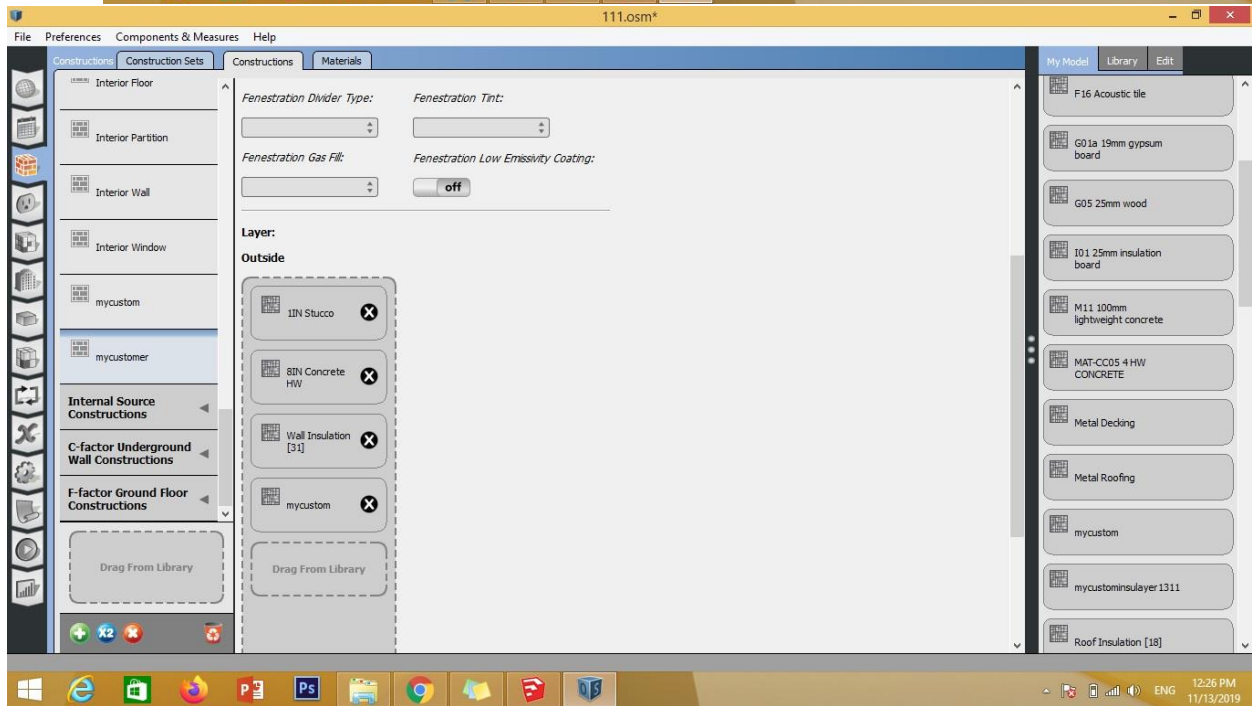 111.osm*
File Preferences Components & Measures Help
Constructions Construction Sets Constructions Materials
My Model Library Edit
Interior Floor
Interior Partition
Interior Wall
Interior Window
mycustom
mycustomer
Internal Source
Constructions
C-factor Underground
Wall Constructions
F-factor Ground Floor
Constructions
Drag From Library
X2
Fenestration Divider Type:
Fenestration Tint:
Fenestration Gas Fill:
Fenestration Low Emissivity Coating:
off
Layer:
Outside
1IN Stucco
8IN Concrete
HW
Wall Insulation
[31]
mycustom
Drag From Library
F16 Acoustic tile
G01a 19mm gypsum
board
G05 25mm wood
I01 25mm insulation
board
M11 100mm
lightweight concrete
MAT-CC05 4 HW
CONCRETE
Metal Decking
Metal Roofing
mycustom
mycustominsulayer1311
Roof Insulation [18]
Ps
ENG
12:26 PM
11/13/2019